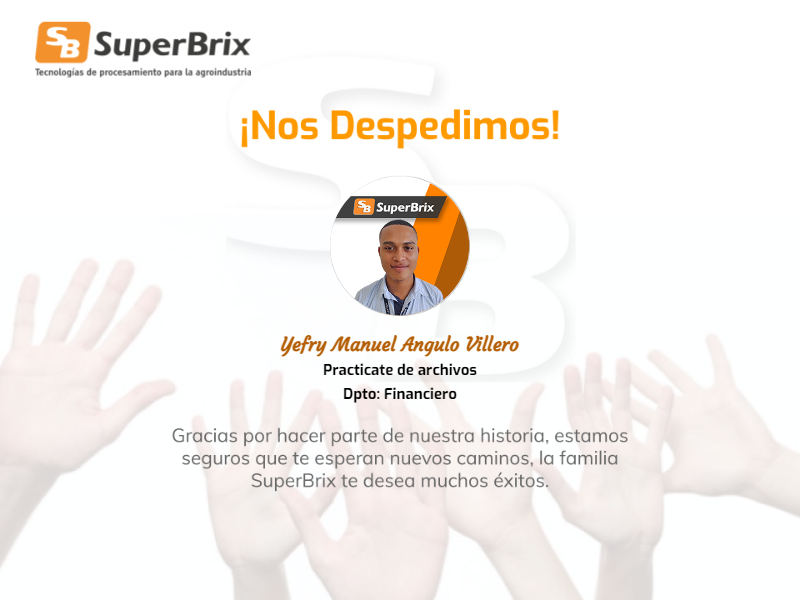 SB SuperBrix
Tecnologías de procesamiento para la agroindustria
¡Nos Despedimos!
SB SuperBrix
Yefry Manuel Angulo Villero
Practicate de archivos
Dpto: Financiero
Gracias por hacer parte de nuestra historia, estamos
seguros que te esperan nuevos caminos, la familia
SuperBrix te desea muchos éxitos.